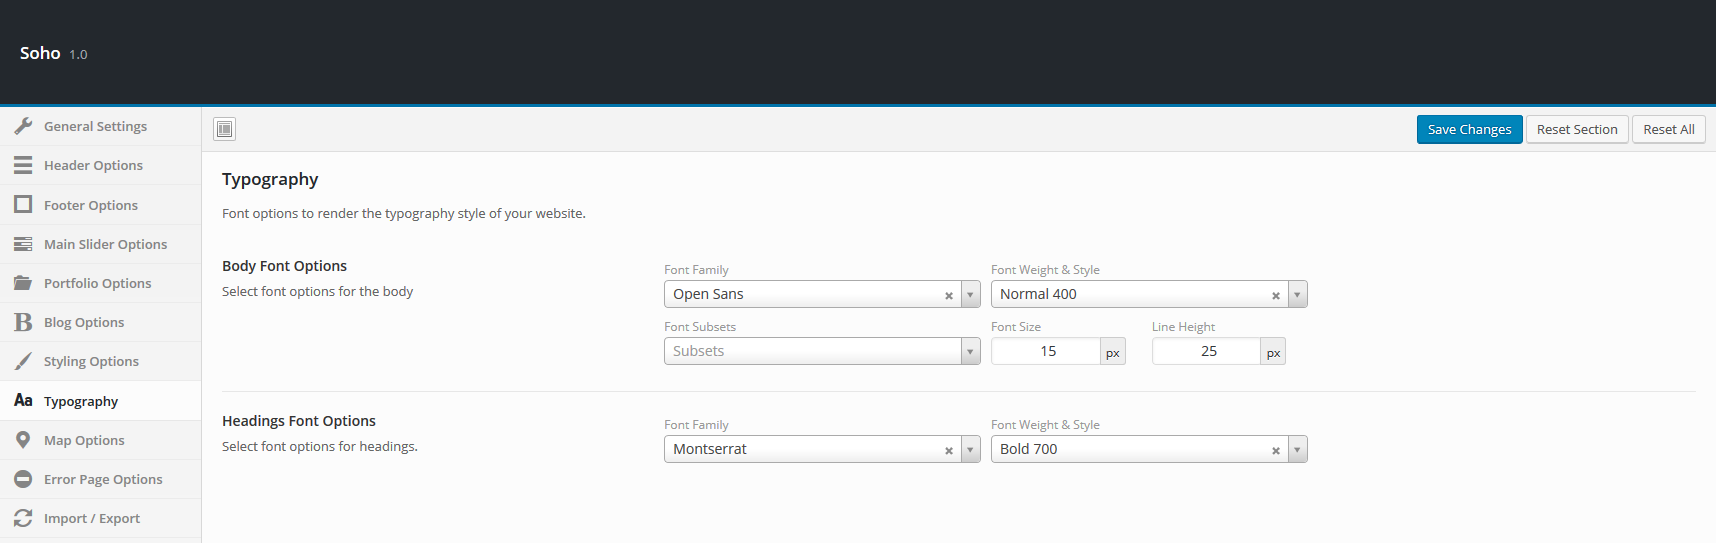 Soho 1.0
General Settings
Header Options
Footer Options
Main Slider Options
Portfolio Options
Blog Options
Styling Options
Aa Typography
Map Options
Error Page Options
Import / Export
Save Changes Reset Section Reset All
Typography
Font options to render the typography style of your website.
Body Font Options
Select font options for the body
Font Family Font Weight & Style
Open Sans Normal 400
Font Subsets Font Size Line Height
Subsets 15 px 25 px
Headings Font Options
Select font options for headings.
Font Family Font Weight & Style
Montserrat Bold 700